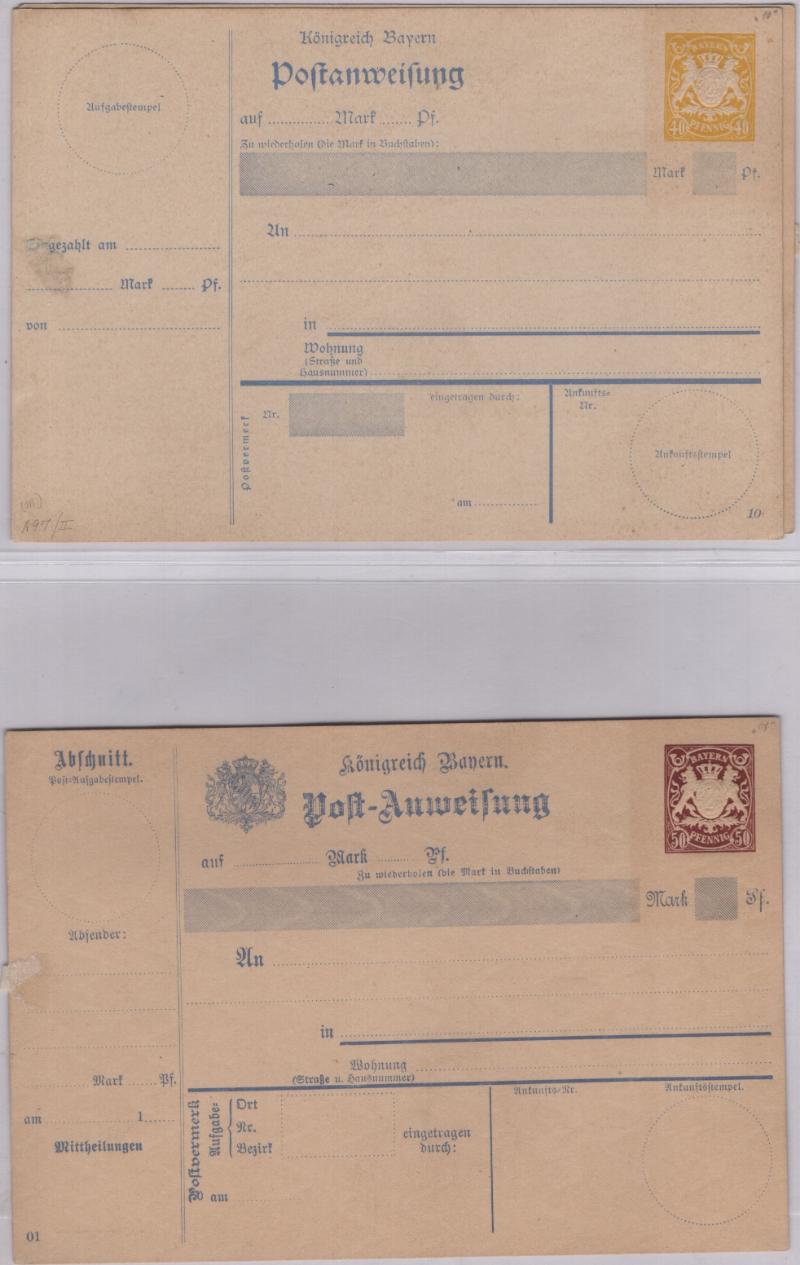 Königreich Bayern
„10"
Postanweisung
BAYERN
40 PFENNIG 40
Aufgabestempel
auf ............. Mark ...... Pf.
Zu wiederholen (die Mark in Buchstaben):
Mark Pf.
An
gezahlt am
Mark ...... Pf.
von
in
Wohnung
(Straße und
Hausnummer)
Postvermerk
Nr.
eingetragen durch:
Ankunfts-
Nr.
Ankunftsstempel
am
10
A97/II
Abschnitt.
Post-Aufgabestempel.
Königreich Bayern.
Post-Anweisung
BAYERN
50 PFENNIG 50
auf ............. Mark ...... Pf.
Zu wiederholen (die Mark in Buchstaben)
Mark Pf.
Absender:
An
in
Mark ..... Pf.
Wohnung
(Straße u. Hausnummer)
am ............ 1.....
Mittheilungen
Postvermerk
Aufgabe-
Ort
Nr.
Bezirk
am
eingetragen
durch:
Ankunfts-Nr.
Ankunftsstempel.
01